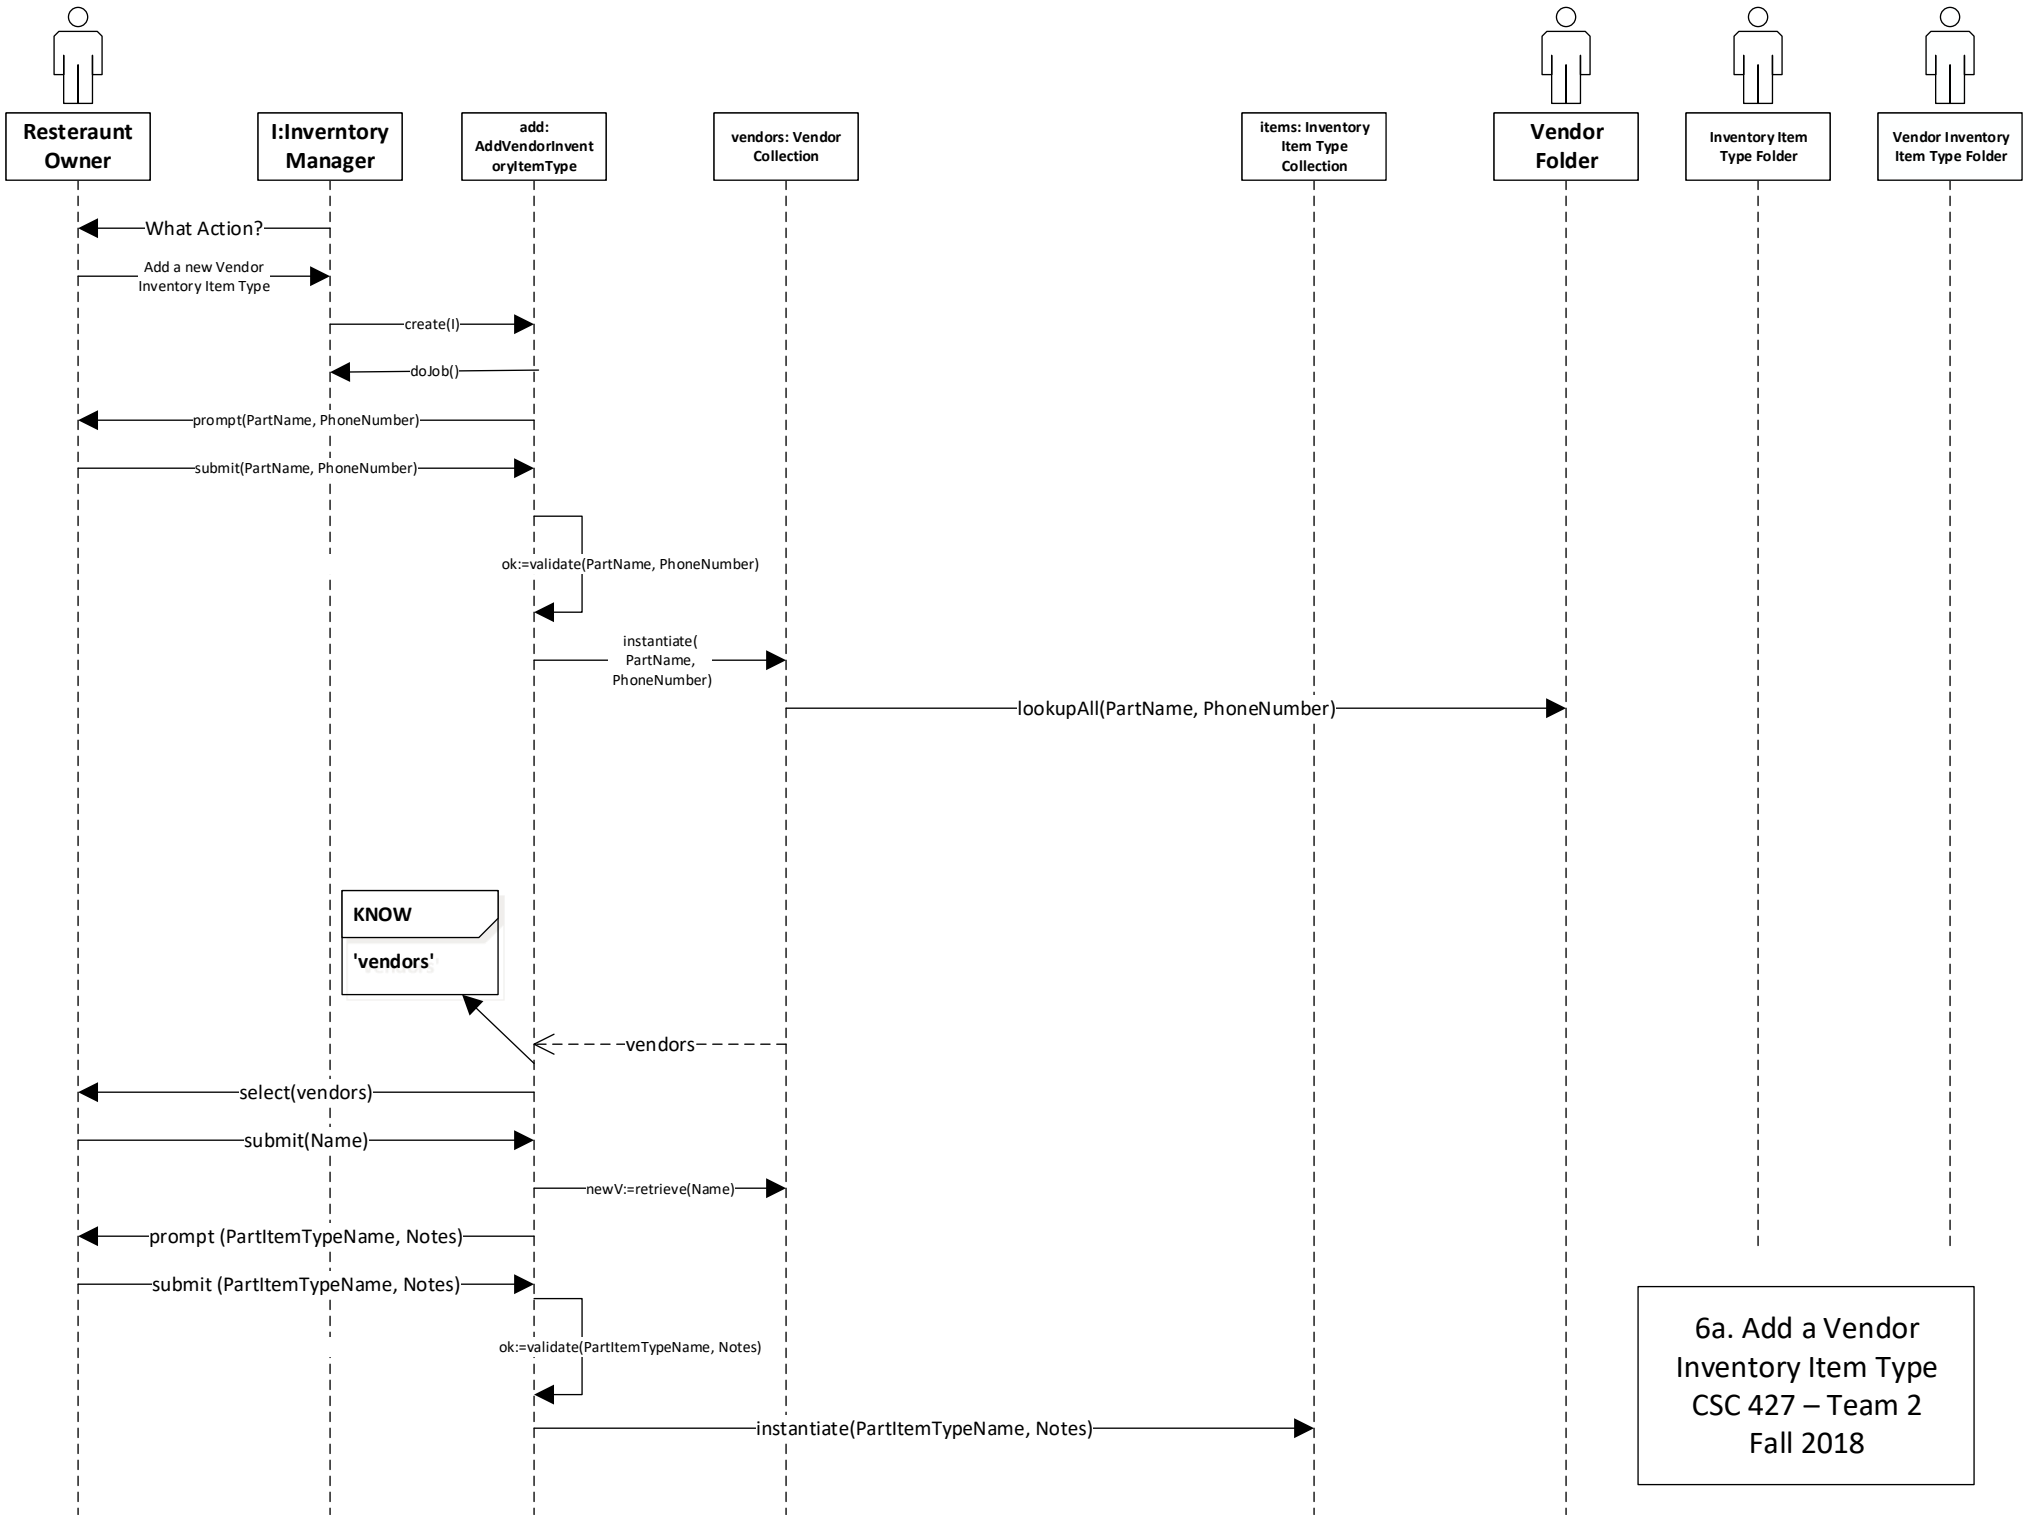 Resteraunt
Owner
I:Inverntory
Manager
add:
AddVendorInvent
oryItemType
vendors: Vendor
Collection
items: Inventory
Item Type
Collection
Vendor
Folder
Inventory Item
Type Folder
Vendor Inventory
Item Type Folder
What Action?
Add a new Vendor
Inventory Item Type
create(I)
doJob()
prompt(PartName, PhoneNumber)
submit(PartName, PhoneNumber)
ok:=validate(PartName, PhoneNumber)
instantiate(
PartName,
PhoneNumber)
lookupAll(PartName, PhoneNumber)
KNOW
'vendors'
vendors
select(vendors)
submit(Name)
newV:=retrieve(Name)
prompt (PartItemTypeName, Notes)
submit (PartItemTypeName, Notes)
ok:=validate(PartItemTypeName, Notes)
instantiate(PartItemTypeName, Notes)
6a. Add a Vendor
Inventory Item Type
CSC 427 – Team 2
Fall 2018